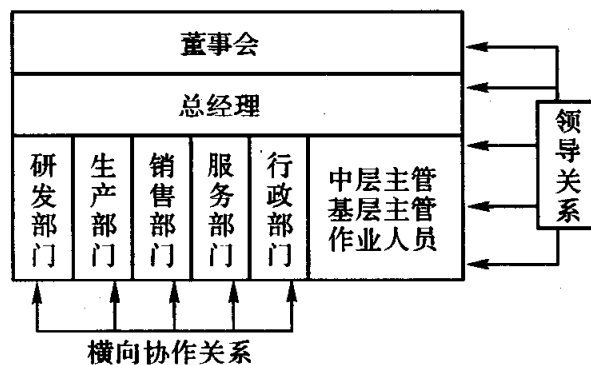 董事会
总经理
研发部门
生产部门
销售部门
服务部门
行政部门
中层主管
基层主管
作业人员
领导关系
横向协作关系